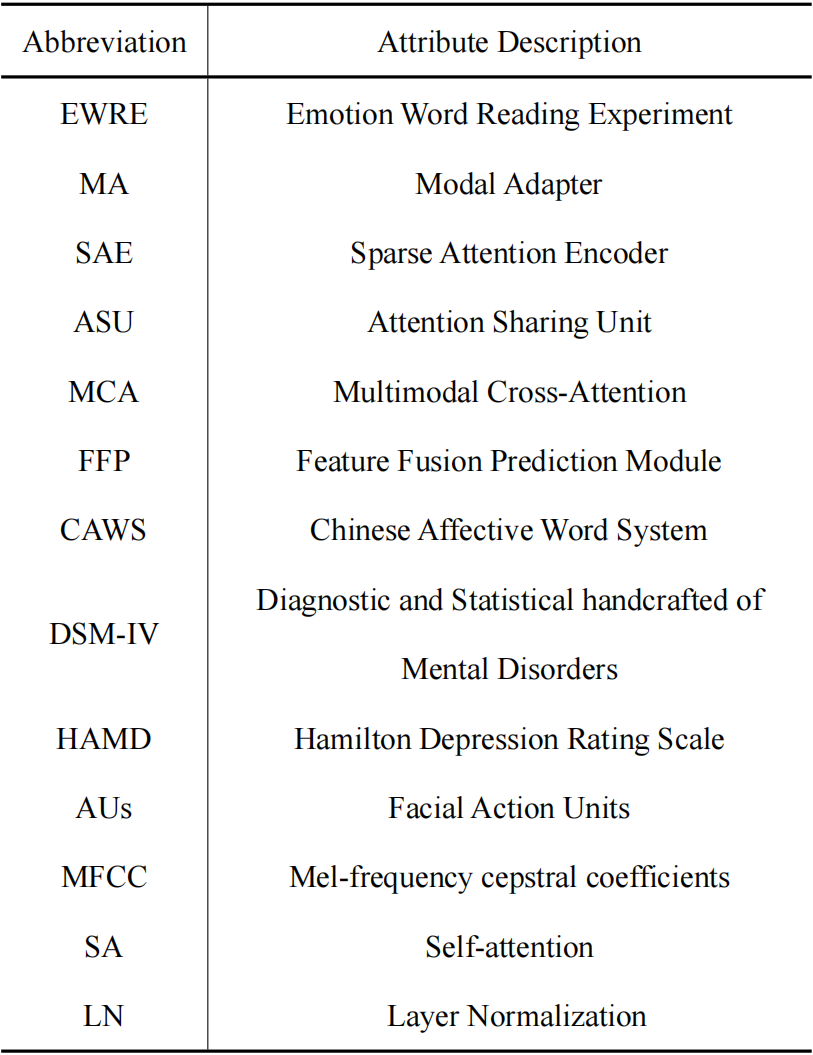 Abbreviation Attribute Description
EWRE Emotion Word Reading Experiment
MA Modal Adapter
SAE Sparse Attention Encoder
ASU Attention Sharing Unit
MCA Multimodal Cross-Attention
FFP Feature Fusion Prediction Module
CAWS Chinese Affective Word System
DSM-IV Diagnostic and Statistical handcrafted of
Mental Disorders
HAMD Hamilton Depression Rating Scale
AUs Facial Action Units
MFCC Mel-frequency cepstral coefficients
SA Self-attention
LN Layer Normalization